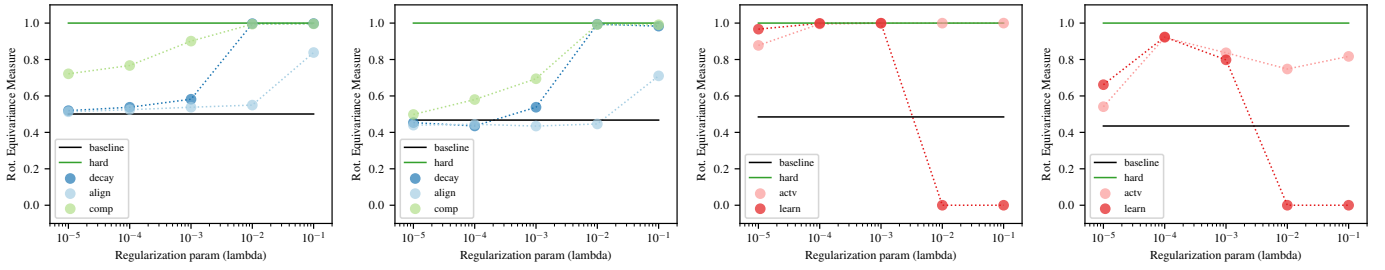 Rot. Equivariance Measure
1.0
0.8
0.6
0.4
0.2
0.0
baseline
hard
decay
align
comp
10⁻⁵
10⁻⁴
10⁻³
10⁻²
10⁻¹
Regularization param (lambda)
Rot. Equivariance Measure
1.0
0.8
0.6
0.4
0.2
0.0
baseline
hard
decay
align
comp
10⁻⁵
10⁻⁴
10⁻³
10⁻²
10⁻¹
Regularization param (lambda)
Rot. Equivariance Measure
1.0
0.8
0.6
0.4
0.2
0.0
baseline
hard
actv
learn
10⁻⁵
10⁻⁴
10⁻³
10⁻²
10⁻¹
Regularization param (lambda)
Rot. Equivariance Measure
1.0
0.8
0.6
0.4
0.2
0.0
baseline
hard
actv
learn
10⁻⁵
10⁻⁴
10⁻³
10⁻²
10⁻¹
Regularization param (lambda)